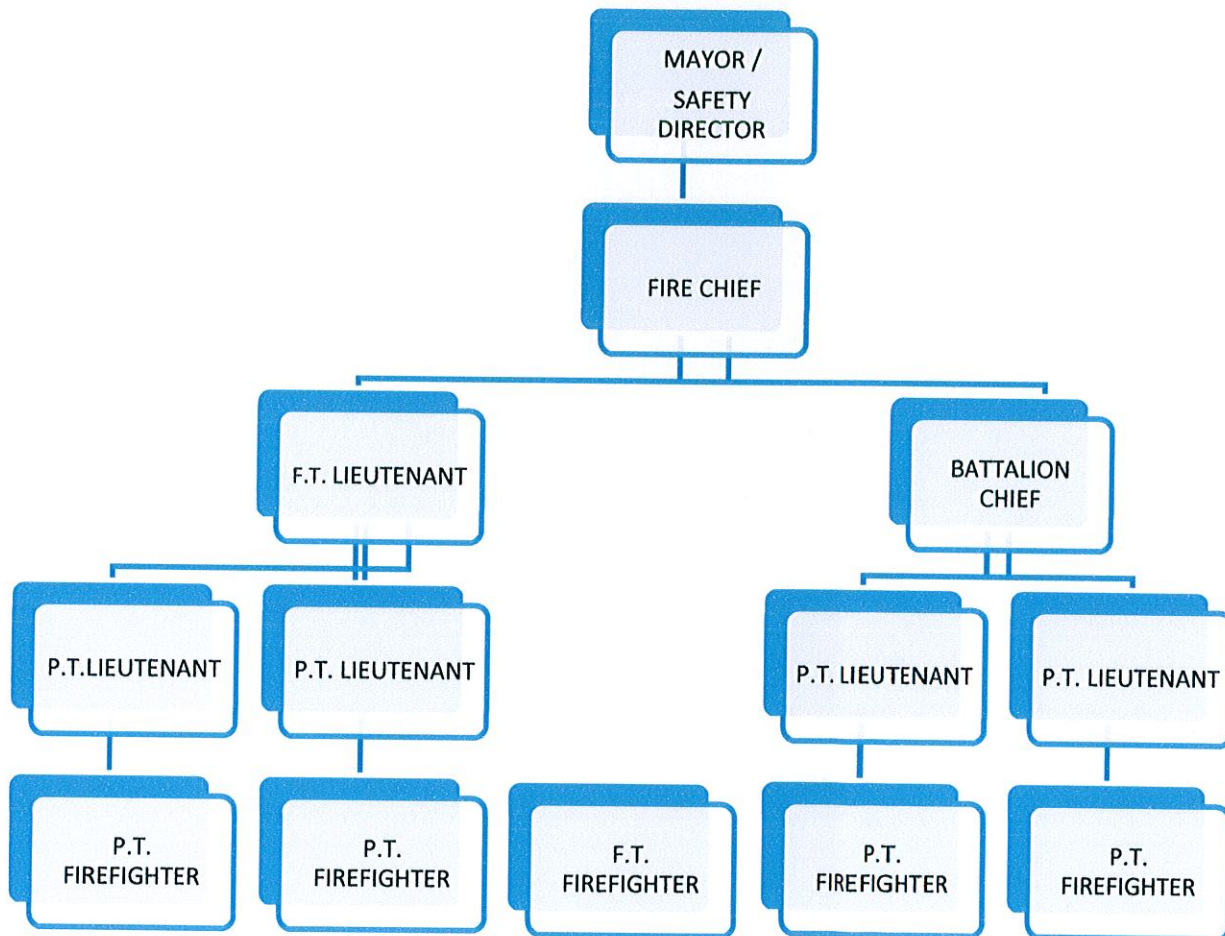 MAYOR /
SAFETY
DIRECTOR
FIRE CHIEF
F.T. LIEUTENANT
BATTALION
CHIEF
P.T.LIEUTENANT
P.T. LIEUTENANT
P.T. LIEUTENANT
P.T. LIEUTENANT
P.T.
FIREFIGHTER
P.T.
FIREFIGHTER
F.T.
FIREFIGHTER
P.T.
FIREFIGHTER
P.T.
FIREFIGHTER